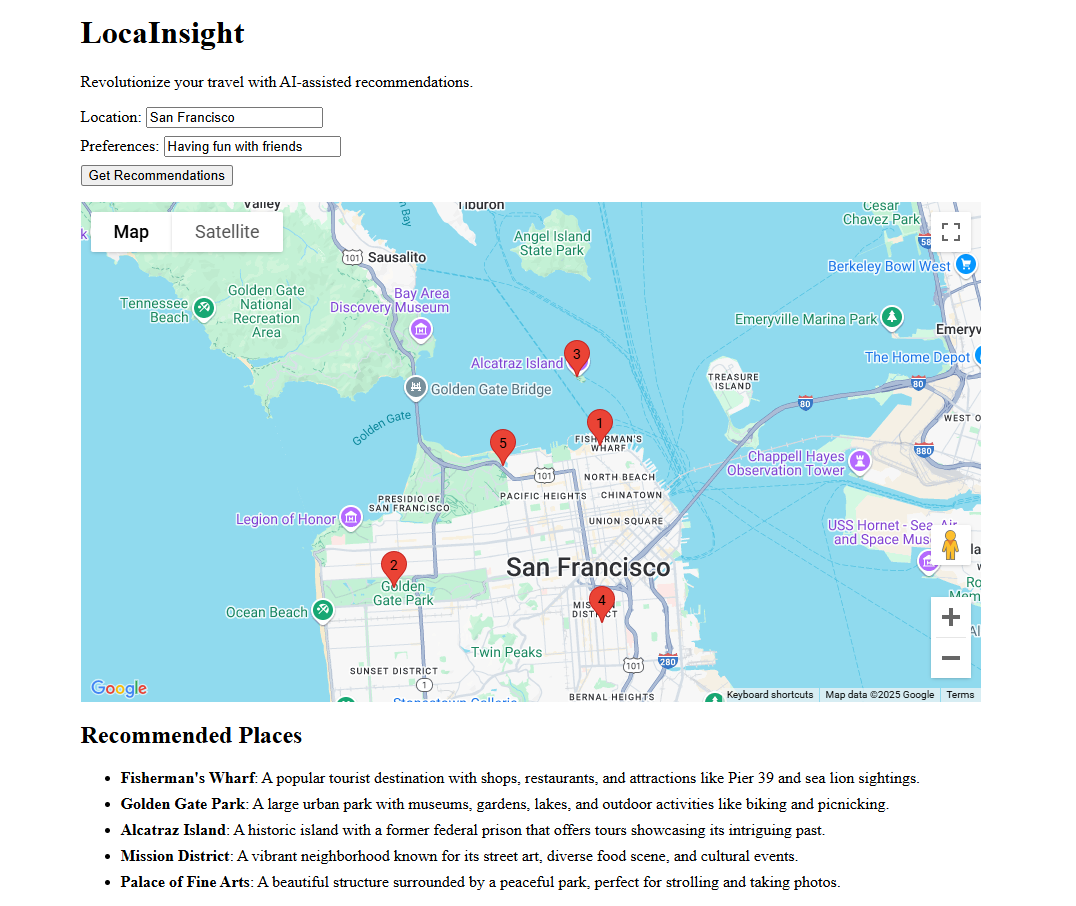 LocaInsight
Revolutionize your travel with AI-assisted recommendations.
Location: San Francisco
Preferences: Having fun with friends
Get Recommendations
Valley
Tiburon
Map
Satellite
Cesar
Chavez Park
Angel Island
State Park
58
101
Sausalito
Berkeley Bowl West
Golden Gate
National
Recreation
Area
Bay Area
Discovery Museum
Tennessee
Beach
Emeryville Marina Park
Emeryv
3
Alcatraz Island
The Home Depot
TREASURE
ISLAND
80
Golden Gate Bridge
80
Golden Gate
1
WEST O
FISHERMAN'S
WHARF
5
880
Chappell Hayes
Observation Tower
101
NORTH BEACH
PACIFIC HEIGHTS
CHINATOWN
PRESIDIO OF
SAN FRANCISCO
Legion of Honor
UNION SQUARE
USS Hornet - Sea, Air
and Space Mus
San Francisco
2
Golden
Gate Park
4
MISSION
DISTRICT
Ocean Beach
Twin Peaks
SUNSET DISTRICT
101
280
1
BERNAL HEIGHTS
Stonestown Galleria
Google
Keyboard shortcuts
Map data ©2025 Google
Terms
Recommended Places
• Fisherman's Wharf: A popular tourist destination with shops, restaurants, and attractions like Pier 39 and sea lion sightings.
• Golden Gate Park: A large urban park with museums, gardens, lakes, and outdoor activities like biking and picnicking.
• Alcatraz Island: A historic island with a former federal prison that offers tours showcasing its intriguing past.
• Mission District: A vibrant neighborhood known for its street art, diverse food scene, and cultural events.
• Palace of Fine Arts: A beautiful structure surrounded by a peaceful park, perfect for strolling and taking photos.